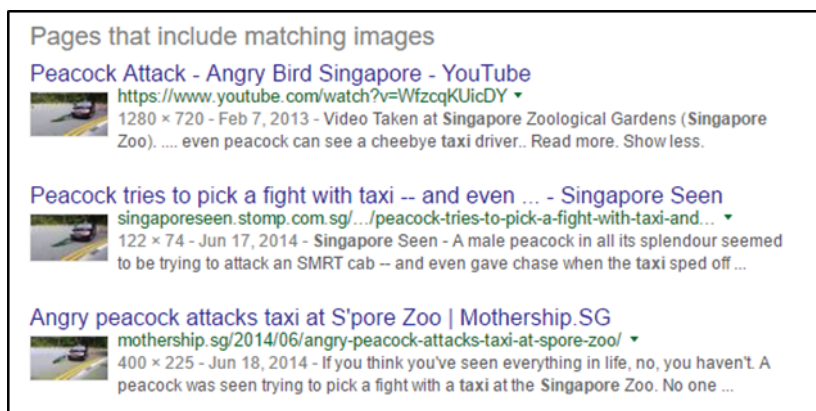 Pages that include matching images
Peacock Attack - Angry Bird Singapore - YouTube
https://www.youtube.com/watch?v=WfzcqKUicDY ▾
1280 × 720 - Feb 7, 2013 - Video Taken at Singapore Zoological Gardens (Singapore
Zoo). .... even peacock can see a cheebye taxi driver.. Read more. Show less.
Peacock tries to pick a fight with taxi -- and even ... - Singapore Seen
singaporeseen.stomp.com.sg/.../peacock-tries-to-pick-a-fight-with-taxi-and... ▾
122 × 74 - Jun 17, 2014 - Singapore Seen - A male peacock in all its splendour seemed
to be trying to attack an SMRT cab -- and even gave chase when the taxi sped off ...
Angry peacock attacks taxi at S'pore Zoo | Mothership.SG
mothership.sg/2014/06/angry-peacock-attacks-taxi-at-spore-zoo/ ▾
400 × 225 - Jun 18, 2014 - If you think you've seen everything in life, no, you haven't. A
peacock was seen trying to pick a fight with a taxi at the Singapore Zoo. No one ...